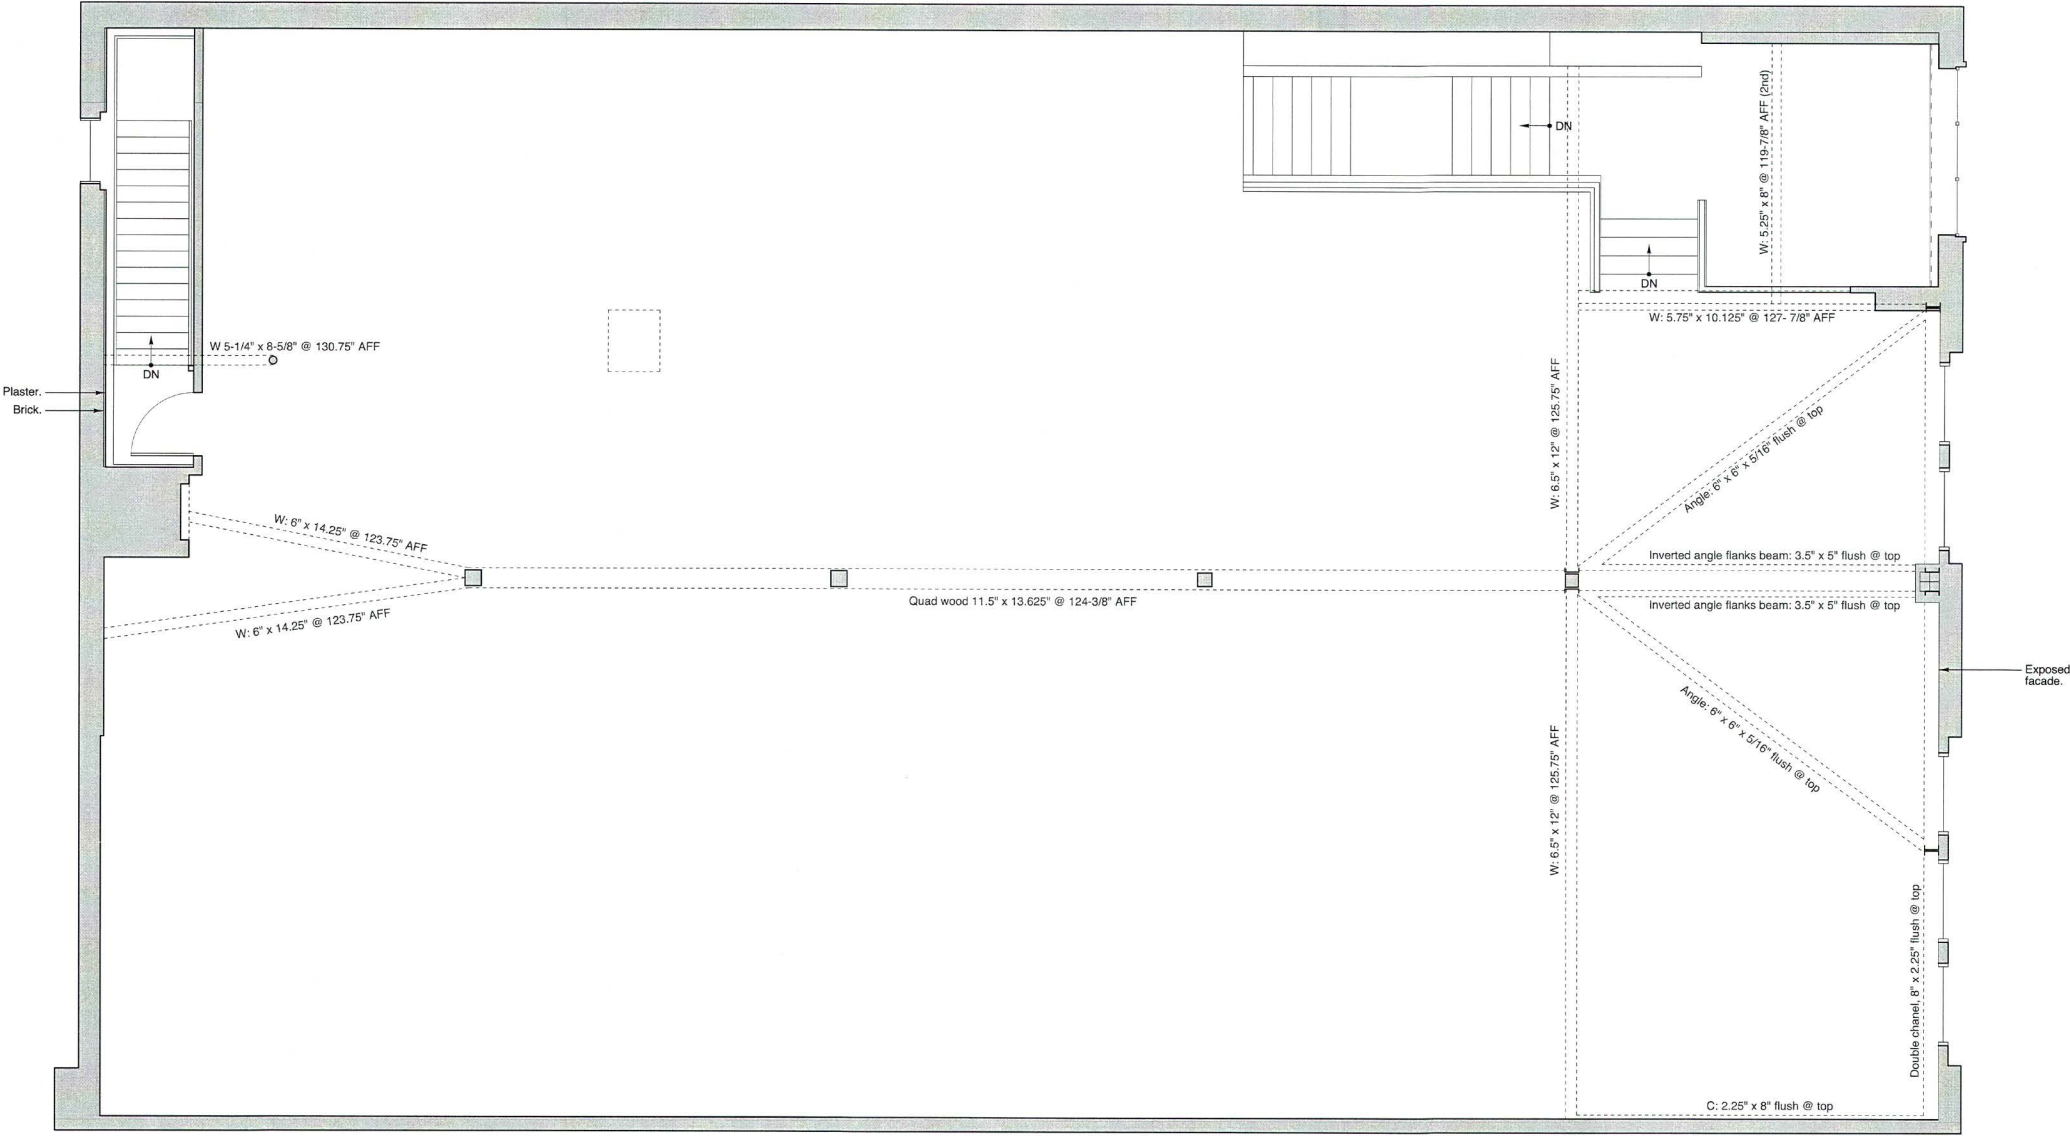 W: 5.25" x 8" @ 119-7/8" AFF (2nd)
DN
DN
W: 5.75" x 10.125" @ 127- 7/8" AFF
W 5-1/4" x 8-5/8" @ 130.75" AFF
DN
Plaster.
Brick.
W: 6.5" x 12" @ 125.75" AFF
Angle: 6" x 6" x 5/16" flush @ top
W: 6" x 14.25" @ 123.75" AFF
Inverted angle flanks beam: 3.5" x 5" flush @ top
Quad wood 11.5" x 13.625" @ 124-3/8" AFF
Inverted angle flanks beam: 3.5" x 5" flush @ top
W: 6" x 14.25" @ 123.75" AFF
Exposed
facade.
Angle: 6" x 6" x 5/16" flush @ top
W: 6.5" x 12" @ 125.75" AFF
Double chanel, 8" x 2.25" flush @ top
C: 2.25" x 8" flush @ top